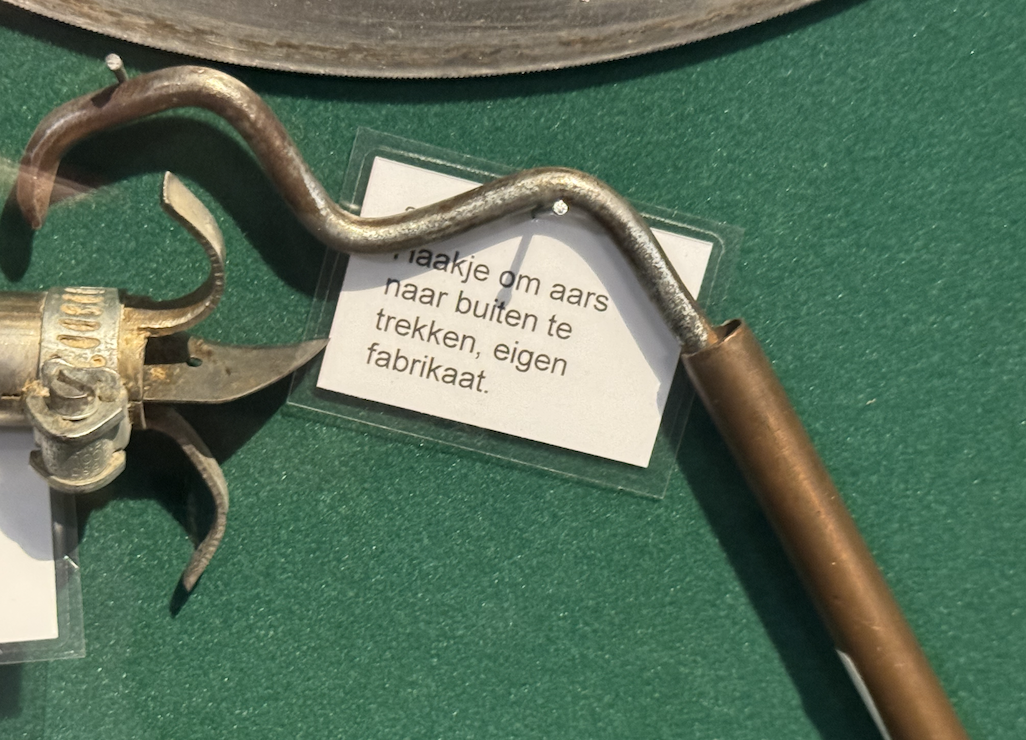 Haakje om aars
naar buiten te
trekken, eigen
fabrikaat.